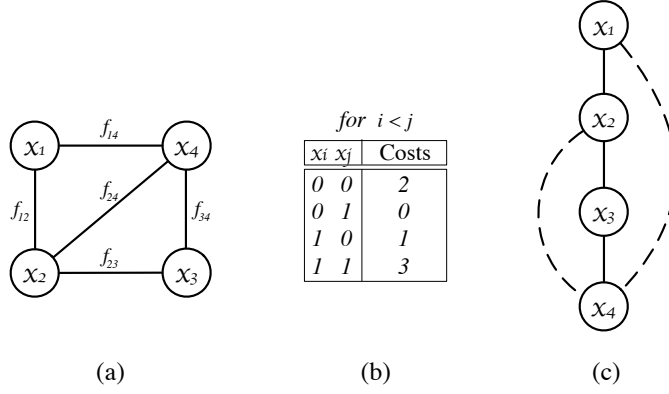 x1
f14
x4
f12
f24
f34
x2
f23
x3
(a)
for i < j
xi xj Costs
0 0 2
0 1 0
1 0 1
1 1 3
(b)
x1
x2
x3
x4
(c)